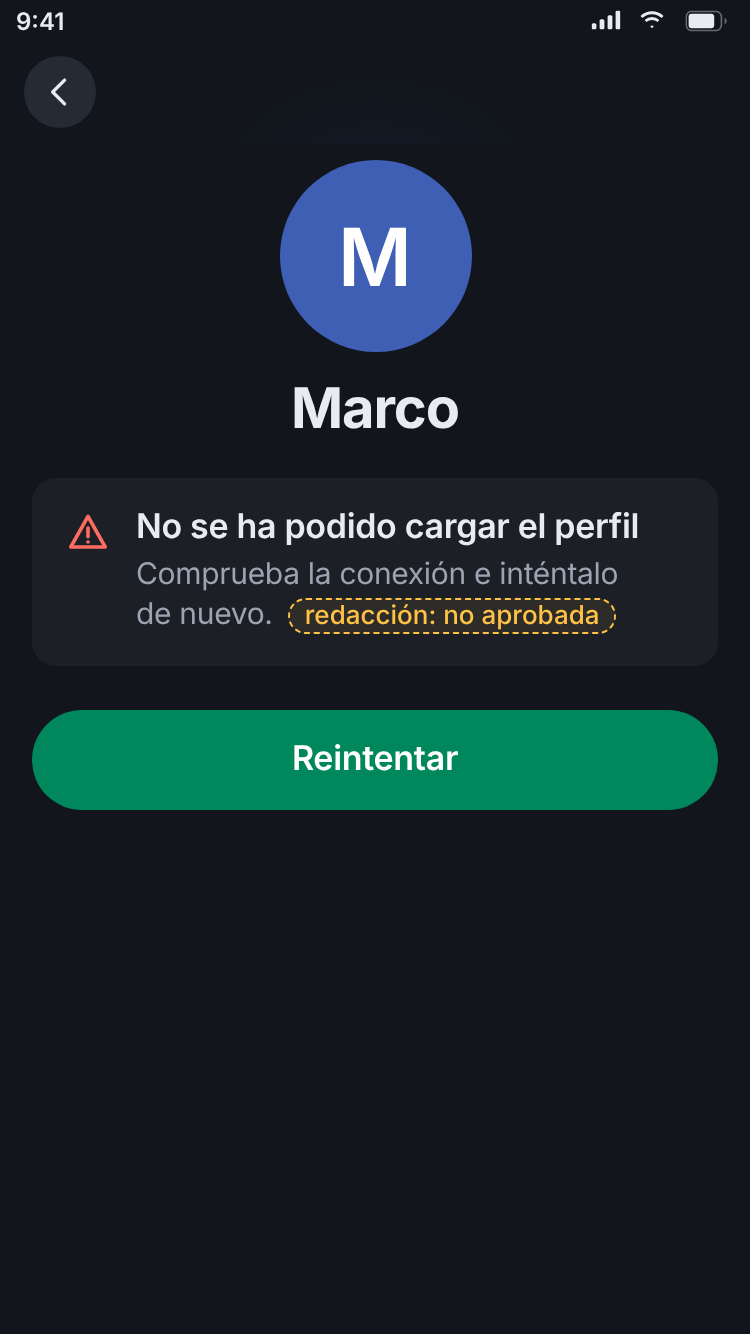 9:41
M
Marco
No se ha podido cargar el perfil
Comprueba la conexión e inténtalo
de nuevo. redacción: no aprobada
Reintentar